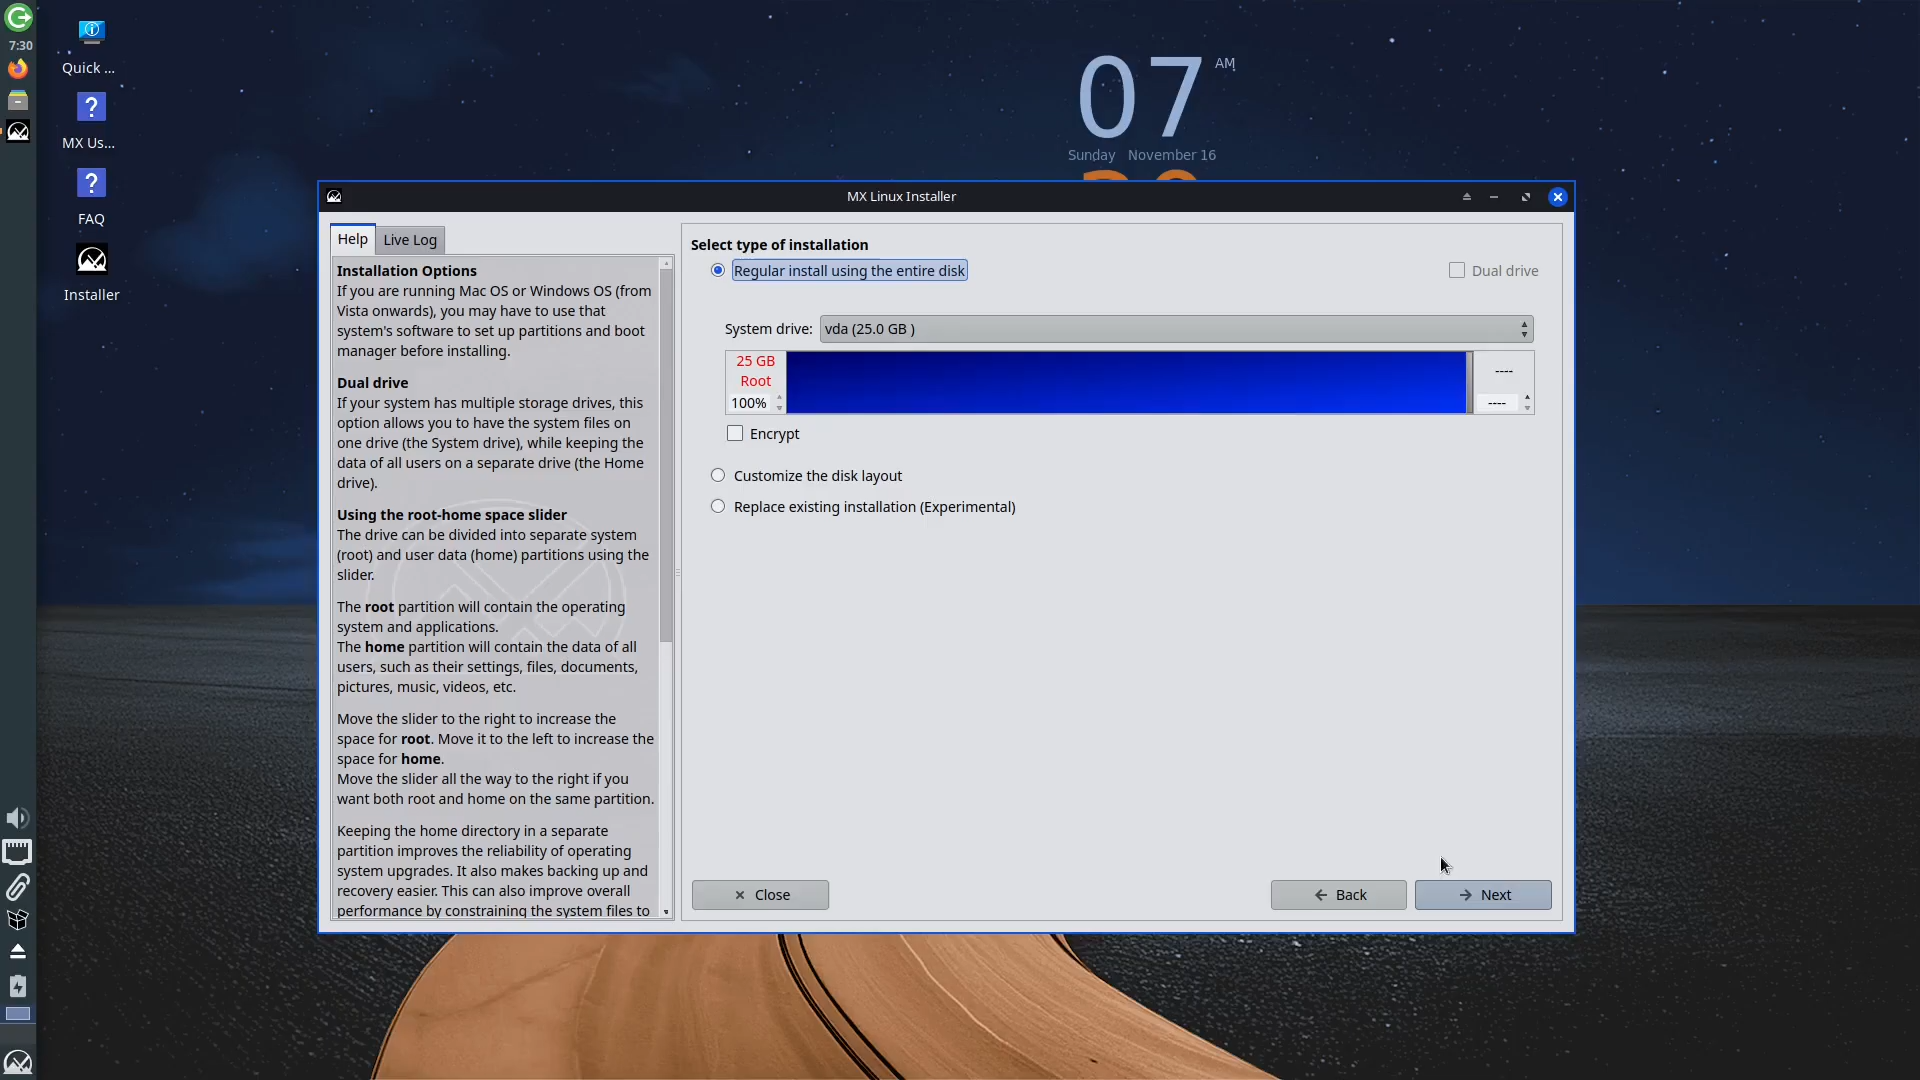 7:30
Quick ...
MX Us...
FAQ
Installer
07
AM
Sunday November 16
MX Linux Installer
Help
Live Log
Installation Options
If you are running Mac OS or Windows OS (from
Vista onwards), you may have to use that
system's software to set up partitions and boot
manager before installing.
Dual drive
If your system has multiple storage drives, this
option allows you to have the system files on
one drive (the System drive), while keeping the
data of all users on a separate drive (the Home
drive).
Using the root-home space slider
The drive can be divided into separate system
(root) and user data (home) partitions using the
slider.
The root partition will contain the operating
system and applications.
The home partition will contain the data of all
users, such as their settings, files, documents,
pictures, music, videos, etc.
Move the slider to the right to increase the
space for root. Move it to the left to increase the
space for home.
Move the slider all the way to the right if you
want both root and home on the same partition.
Keeping the home directory in a separate
partition improves the reliability of operating
system upgrades. It also makes backing up and
recovery easier. This can also improve overall
performance by constraining the system files to
Select type of installation
Regular install using the entire disk
Dual drive
System drive:
vda (25.0 GB )
25 GB
Root
100%
----
----
Encrypt
Customize the disk layout
Replace existing installation (Experimental)
Close
Back
Next